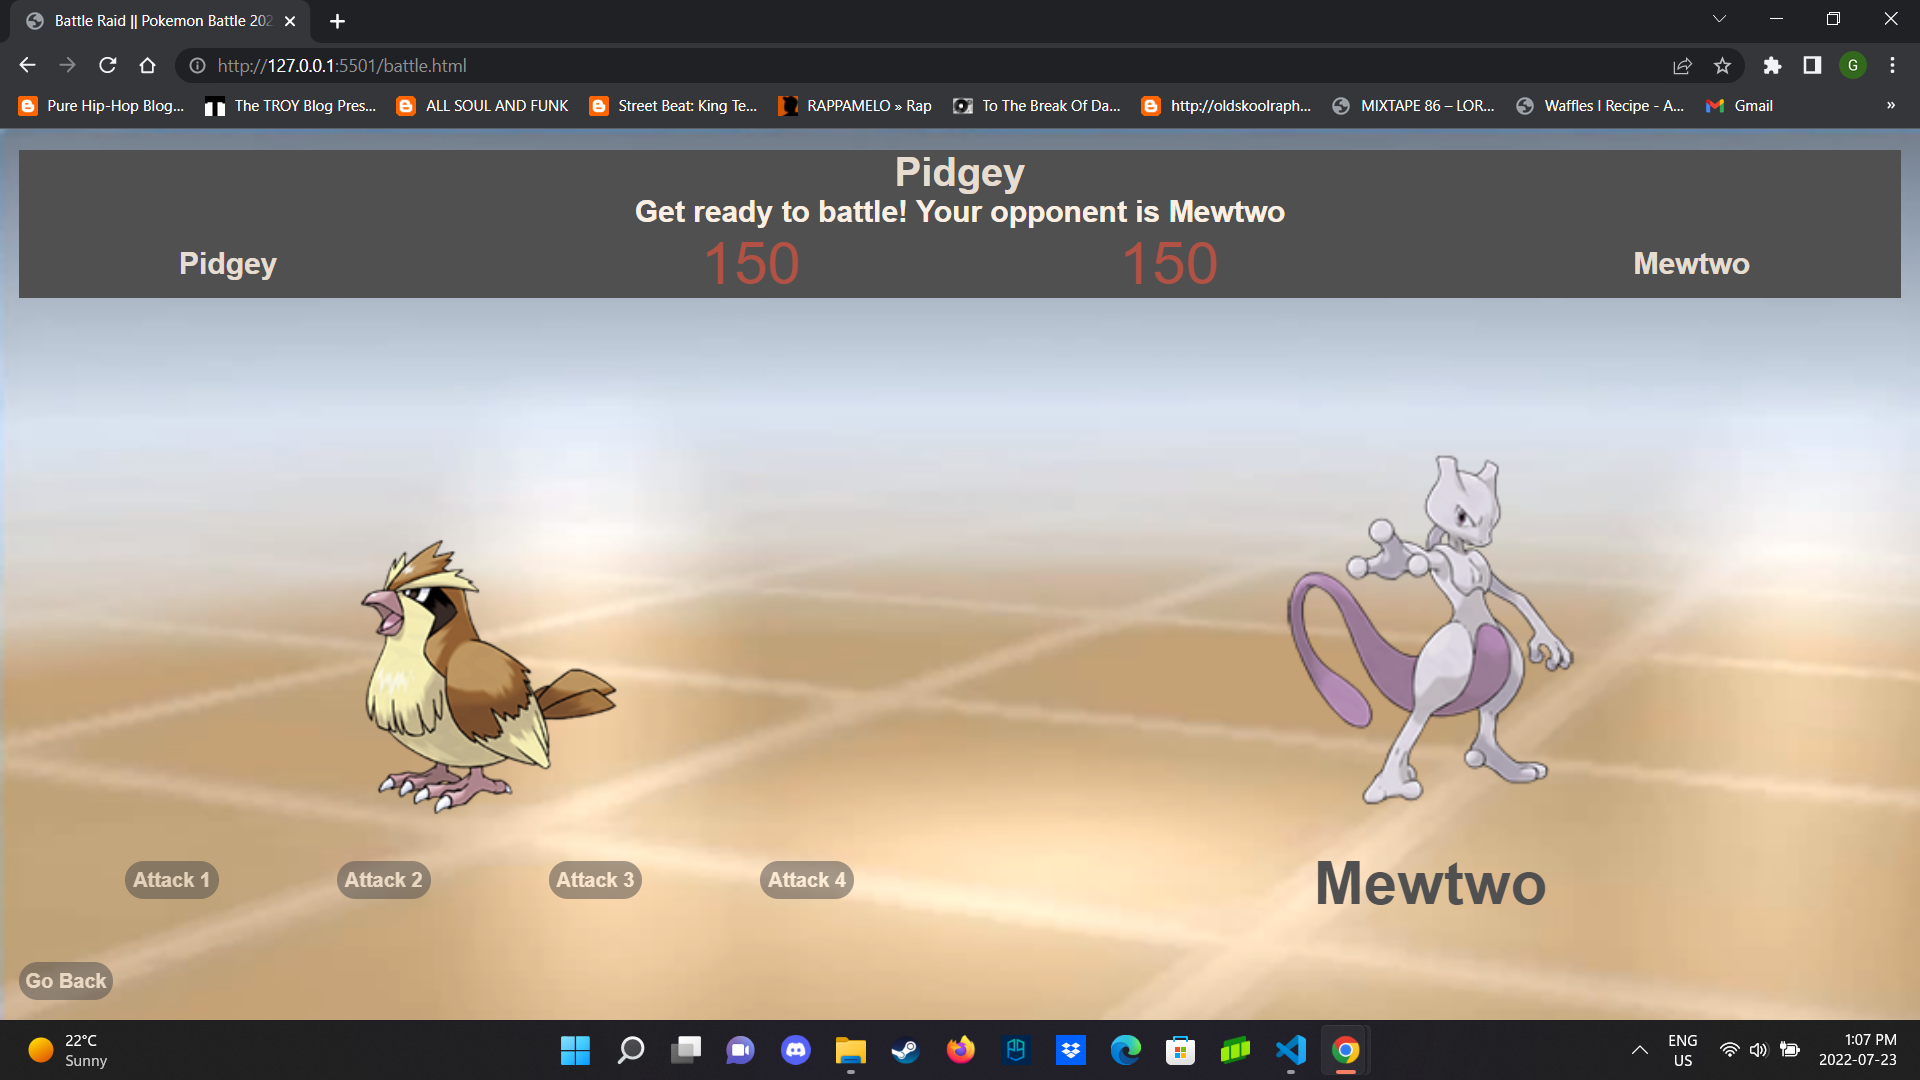 Battle Raid || Pokemon Battle 202
http://127.0.0.1:5501/battle.html
G
Pure Hip-Hop Blog...
The TROY Blog Pres...
ALL SOUL AND FUNK
Street Beat: King Te...
RAPPAMELO » Rap
To The Break Of Da...
http://oldskoolraph...
MIXTAPE 86 – LOR...
Waffles I Recipe - A...
Gmail
»
Pidgey
Get ready to battle! Your opponent is Mewtwo
Pidgey
150
150
Mewtwo
Attack 1
Attack 2
Attack 3
Attack 4
Mewtwo
Go Back
22°C
Sunny
ENG
US
1:07 PM
2022-07-23